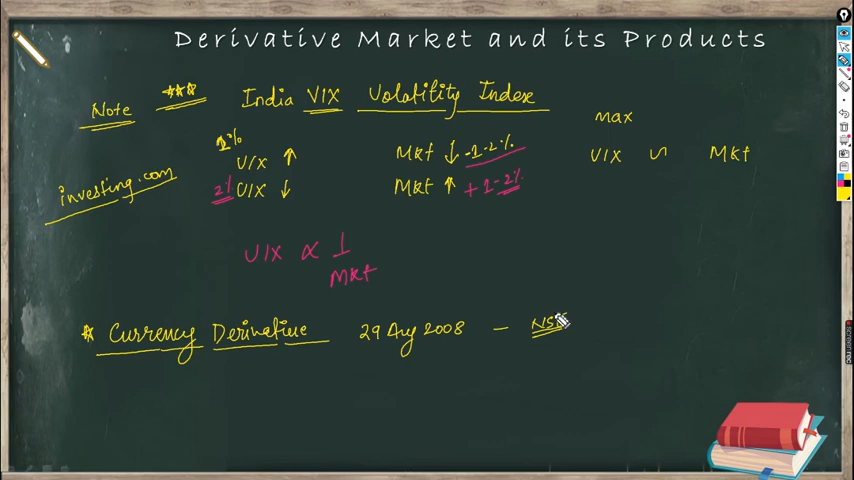 Derivative Market and its Products
Note *** India VIX Volatility Index
max
1%
VIX ↑ Mkt ↓ -1-2% VIX ∽ Mkt
investing.com
2% VIX ↓ Mkt ↑ +1-2%
VIX ∝ 1
Mkt
* Currency Derivative 29 Aug 2008 - NSE
Screenrec